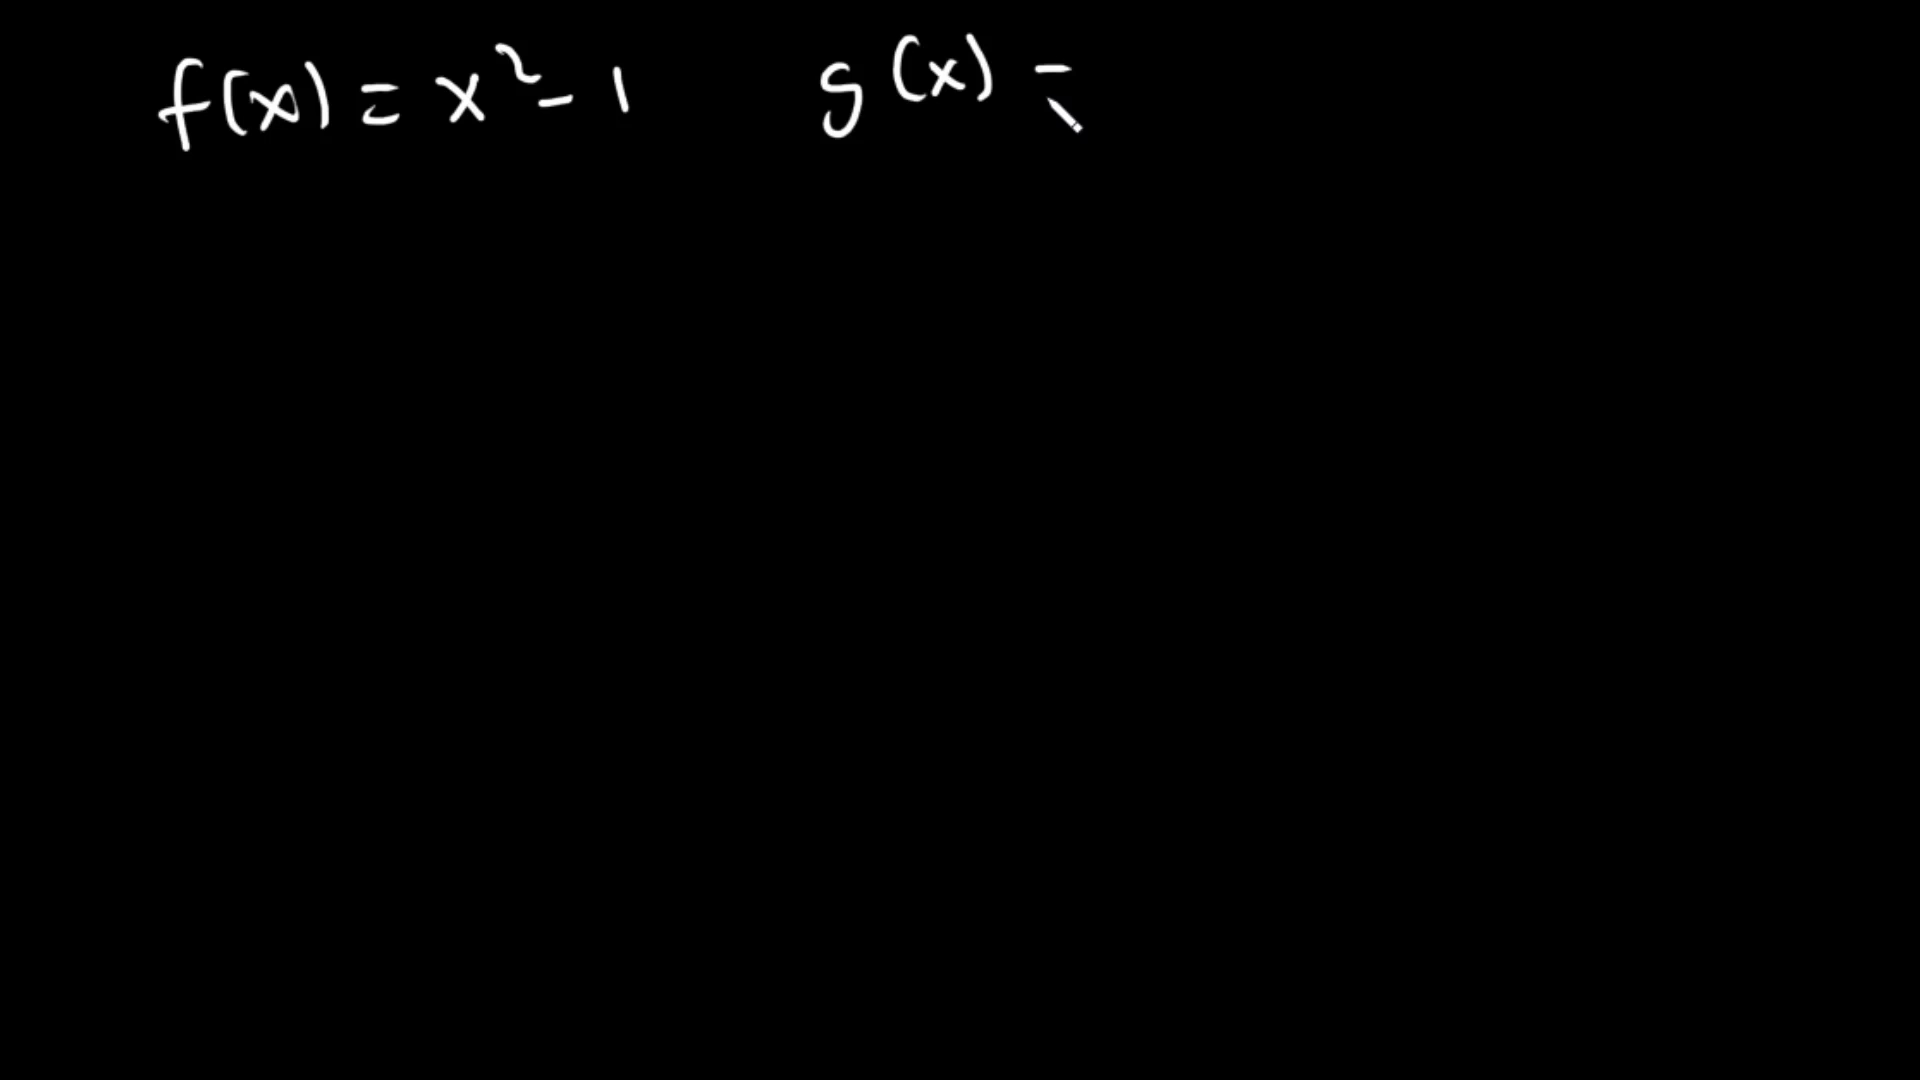 f(x) = x² - 1 g(x) =